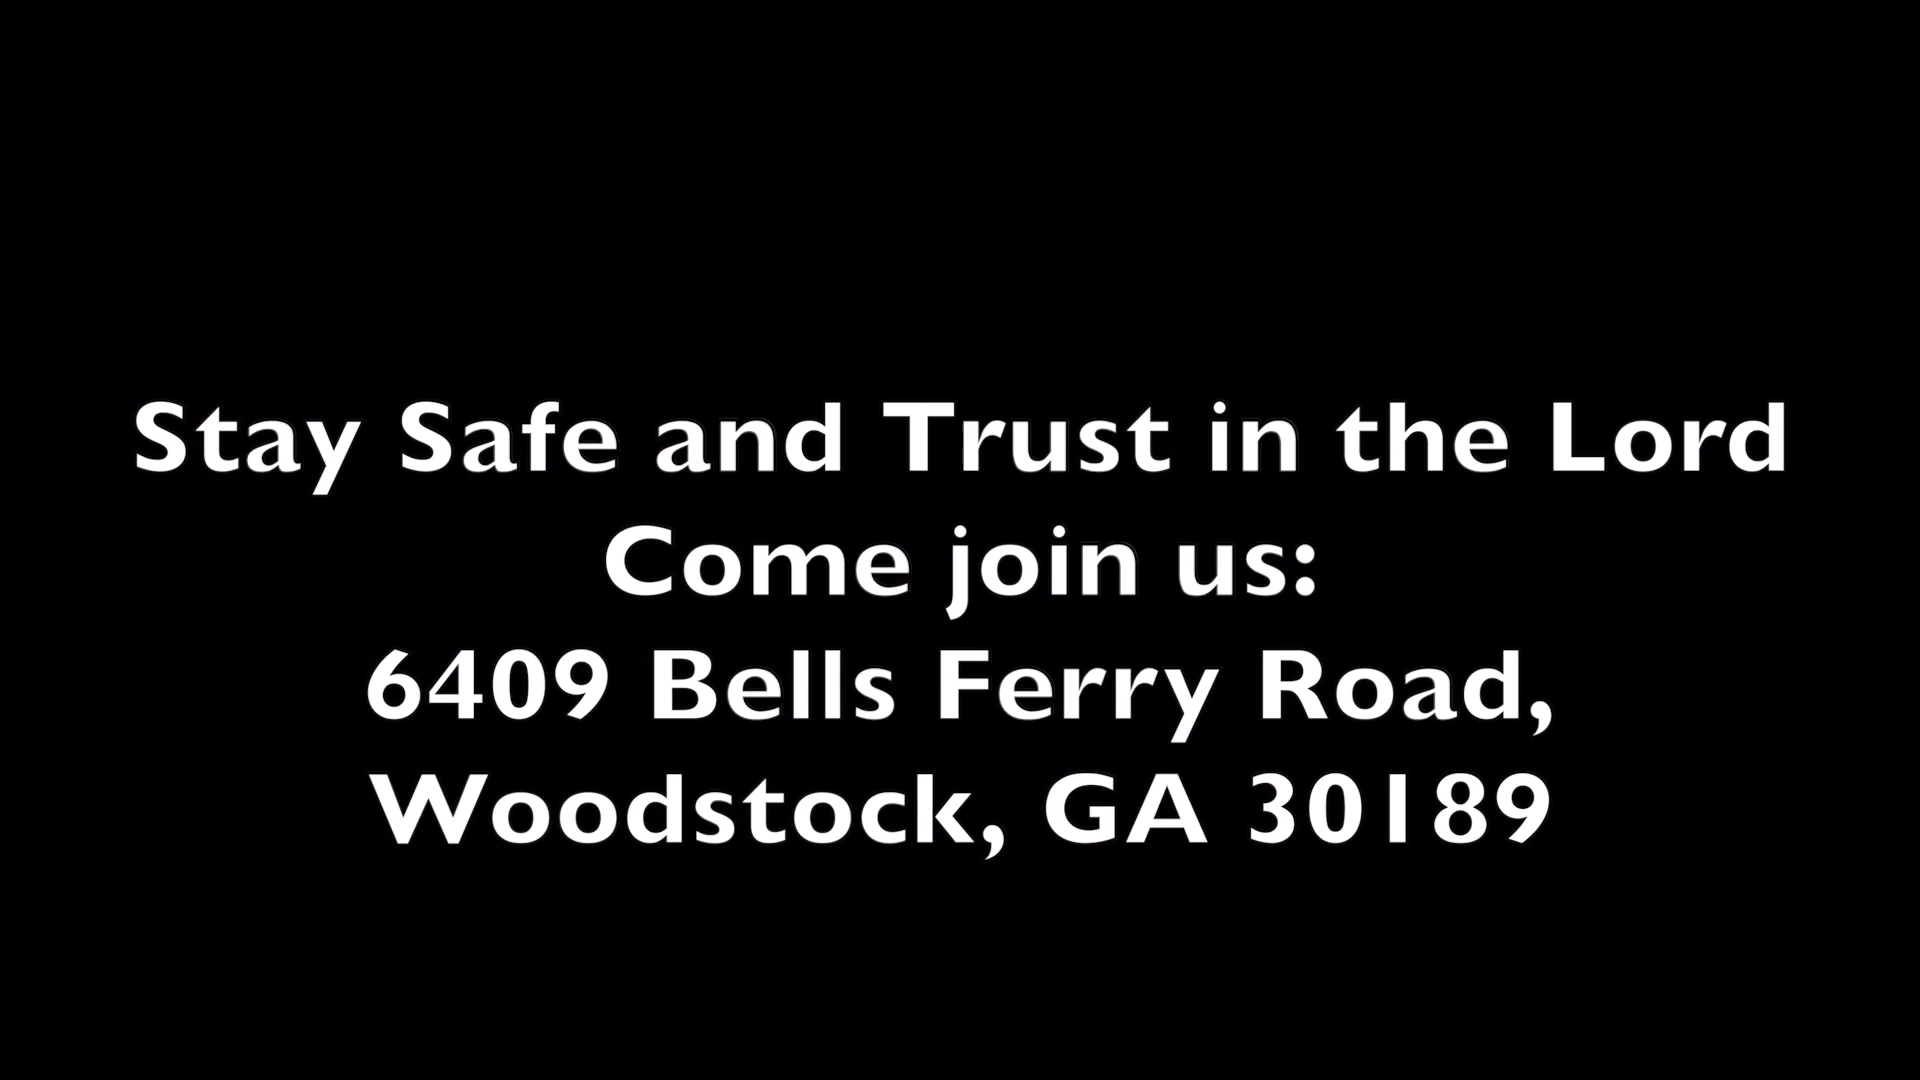 Stay Safe and Trust in the Lord
Come join us:
6409 Bells Ferry Road,
Woodstock, GA 30189